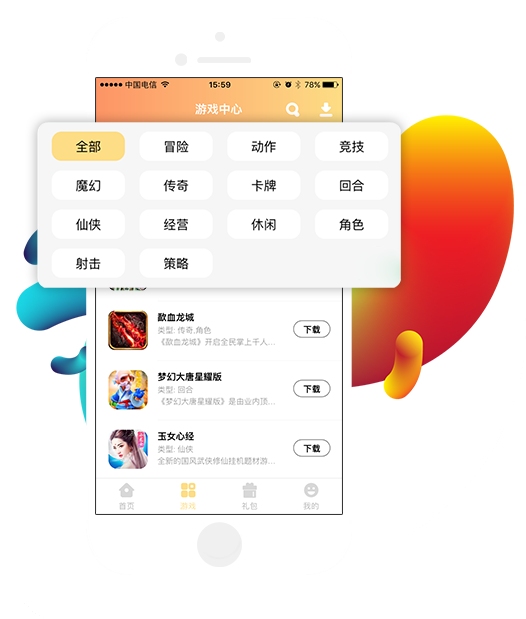 中国电信 15:59 78%
游戏中心
全部 冒险 动作 竞技
魔幻 传奇 卡牌 回合
仙侠 经营 休闲 角色
射击 策略
歃血龙城
类型: 传奇,角色
《歃血龙城》开启全民掌上千人...
下载
梦幻大唐星耀版
类型: 回合
《梦幻大唐星耀版》是由业内顶...
下载
玉女心经
类型: 仙侠
全新的国风武侠修仙挂机题材游...
下载
首页 游戏 礼包 我的